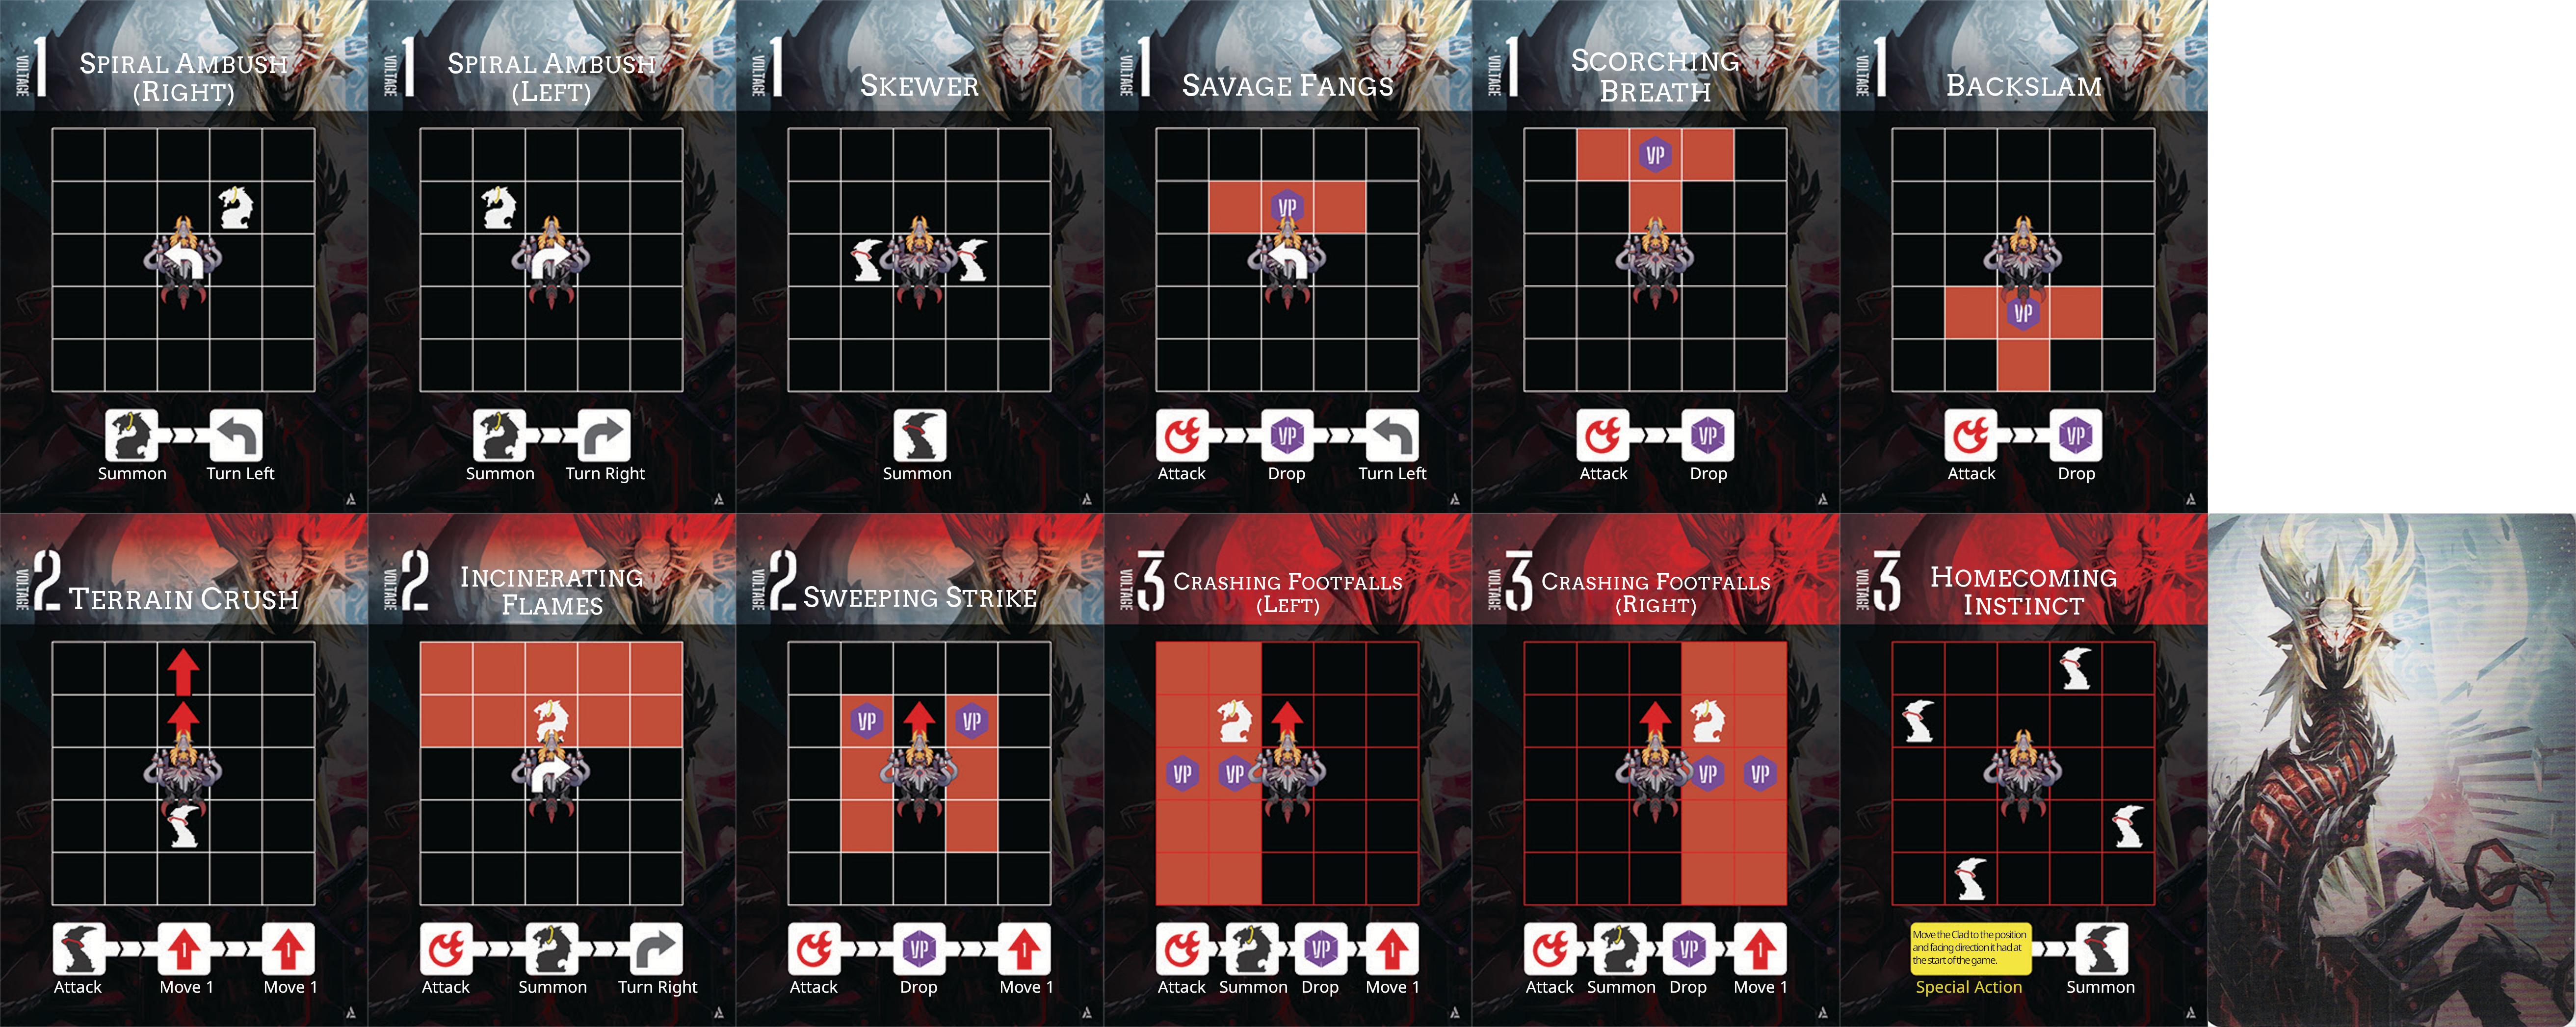 VOLTAGE 1
SPIRAL AMBUSH
(RIGHT)
Summon
Turn Left
VOLTAGE 1
SPIRAL AMBUSH
(LEFT)
Summon
Turn Right
VOLTAGE 1
SKEWER
Summon
VOLTAGE 1
SAVAGE FANGS
VP
VP
Attack
Drop
Turn Left
VOLTAGE 1
SCORCHING
BREATH
VP
VP
Attack
Drop
VOLTAGE 1
BACKSLAM
VP
VP
Attack
Drop
VOLTAGE 2
TERRAIN CRUSH
1
1
Attack
Move 1
Move 1
VOLTAGE 2
INCINERATING
FLAMES
Attack
Summon
Turn Right
VOLTAGE 2
SWEEPING STRIKE
VP
VP
VP
1
Attack
Drop
Move 1
VOLTAGE 3
CRASHING FOOTFALLS
(LEFT)
VP
VP
VP
1
Attack
Summon
Drop
Move 1
VOLTAGE 3
CRASHING FOOTFALLS
(RIGHT)
VP
VP
VP
1
Attack
Summon
Drop
Move 1
VOLTAGE 3
HOMECOMING
INSTINCT
Move the Clad to the position
and facing direction it had at
the start of the game.
Special Action
Summon